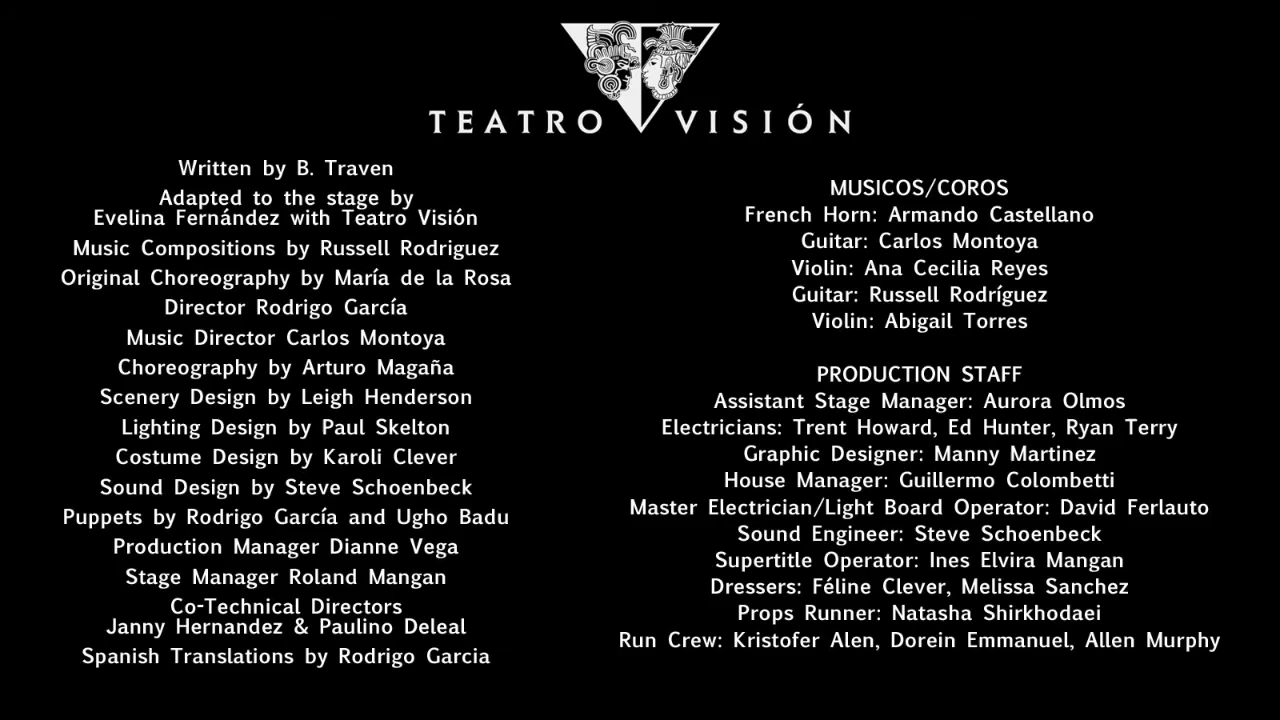 TEATRO VISIÓN
Written by B. Traven
Adapted to the stage by
Evelina Fernández with Teatro Visión
Music Compositions by Russell Rodriguez
Original Choreography by María de la Rosa
Director Rodrigo García
Music Director Carlos Montoya
Choreography by Arturo Magaña
Scenery Design by Leigh Henderson
Lighting Design by Paul Skelton
Costume Design by Karoli Clever
Sound Design by Steve Schoenbeck
Puppets by Rodrigo García and Ugho Badu
Production Manager Dianne Vega
Stage Manager Roland Mangan
Co-Technical Directors
Janny Hernandez & Paulino Deleal
Spanish Translations by Rodrigo Garcia
MUSICOS/COROS
French Horn: Armando Castellano
Guitar: Carlos Montoya
Violin: Ana Cecilia Reyes
Guitar: Russell Rodríguez
Violin: Abigail Torres
PRODUCTION STAFF
Assistant Stage Manager: Aurora Olmos
Electricians: Trent Howard, Ed Hunter, Ryan Terry
Graphic Designer: Manny Martinez
House Manager: Guillermo Colombetti
Master Electrician/Light Board Operator: David Ferlauto
Sound Engineer: Steve Schoenbeck
Supertitle Operator: Ines Elvira Mangan
Dressers: Féline Clever, Melissa Sanchez
Props Runner: Natasha Shirkhodaei
Run Crew: Kristofer Alen, Dorein Emmanuel, Allen Murphy